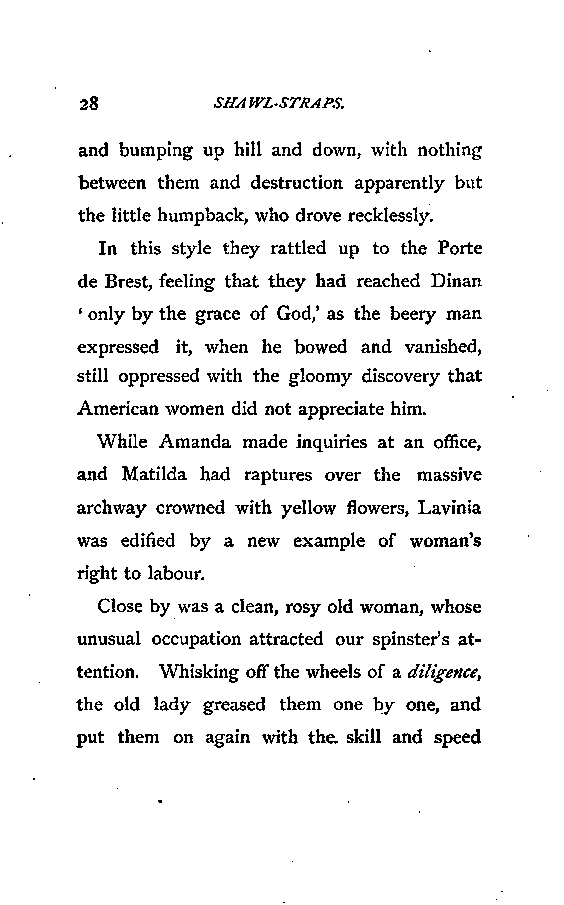 28 SHAWL-STRAPS.
and bumping up hill and down, with nothing
between them and destruction apparently but
the little humpback, who drove recklessly.
In this style they rattled up to the Porte
de Brest, feeling that they had reached Dinan
‘ only by the grace of God,’ as the beery man
expressed it, when he bowed and vanished,
still oppressed with the gloomy discovery that
American women did not appreciate him.
While Amanda made inquiries at an office,
and Matilda had raptures over the massive
archway crowned with yellow flowers, Lavinia
was edified by a new example of woman's
right to labour.
Close by was a clean, rosy old woman, whose
unusual occupation attracted our spinster's at-
tention. Whisking off the wheels of a diligence,
the old lady greased them one by one, and
put them on again with the skill and speed